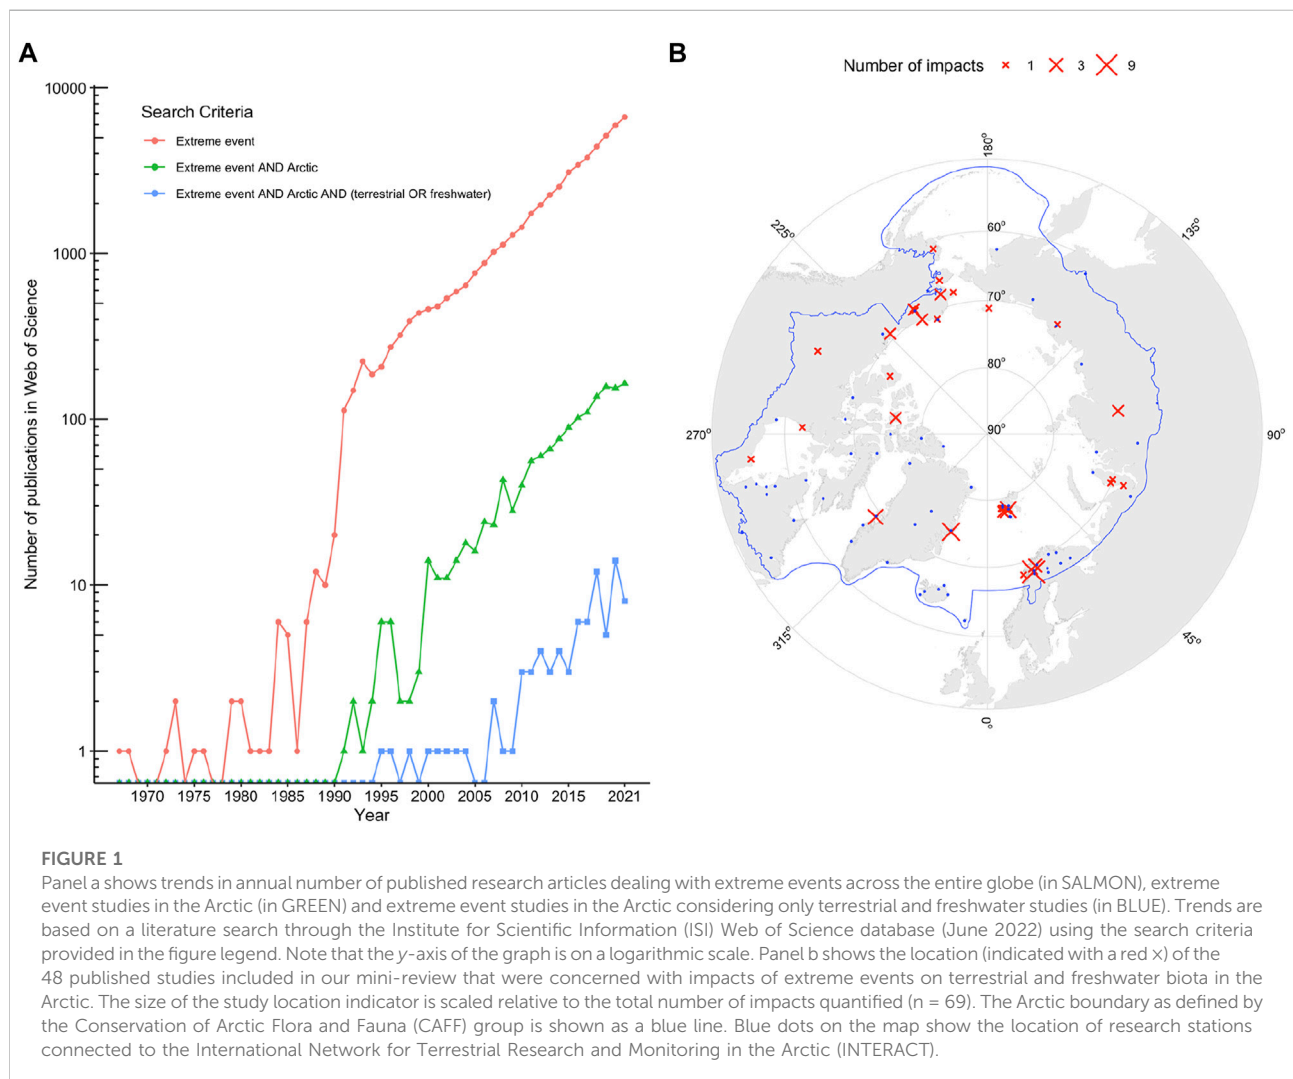 A
Number of publications in Web of Science
10000
1000
100
10
1
Search Criteria
Extreme event
Extreme event AND Arctic
Extreme event AND Arctic AND (terrestrial OR freshwater)
1970 1975 1980 1985 1990 1995 2000 2005 2010 2015 2021
Year
B
Number of impacts 1 3 9
180°
225°
135°
60°
70°
80°
270°
90°
90°
315°
45°
0°
FIGURE 1
Panel a shows trends in annual number of published research articles dealing with extreme events across the entire globe (in SALMON), extreme
event studies in the Arctic (in GREEN) and extreme event studies in the Arctic considering only terrestrial and freshwater studies (in BLUE). Trends are
based on a literature search through the Institute for Scientific Information (ISI) Web of Science database (June 2022) using the search criteria
provided in the figure legend. Note that the y-axis of the graph is on a logarithmic scale. Panel b shows the location (indicated with a red ×) of the
48 published studies included in our mini-review that were concerned with impacts of extreme events on terrestrial and freshwater biota in the
Arctic. The size of the study location indicator is scaled relative to the total number of impacts quantified (n = 69). The Arctic boundary as defined by
the Conservation of Arctic Flora and Fauna (CAFF) group is shown as a blue line. Blue dots on the map show the location of research stations
connected to the International Network for Terrestrial Research and Monitoring in the Arctic (INTERACT).